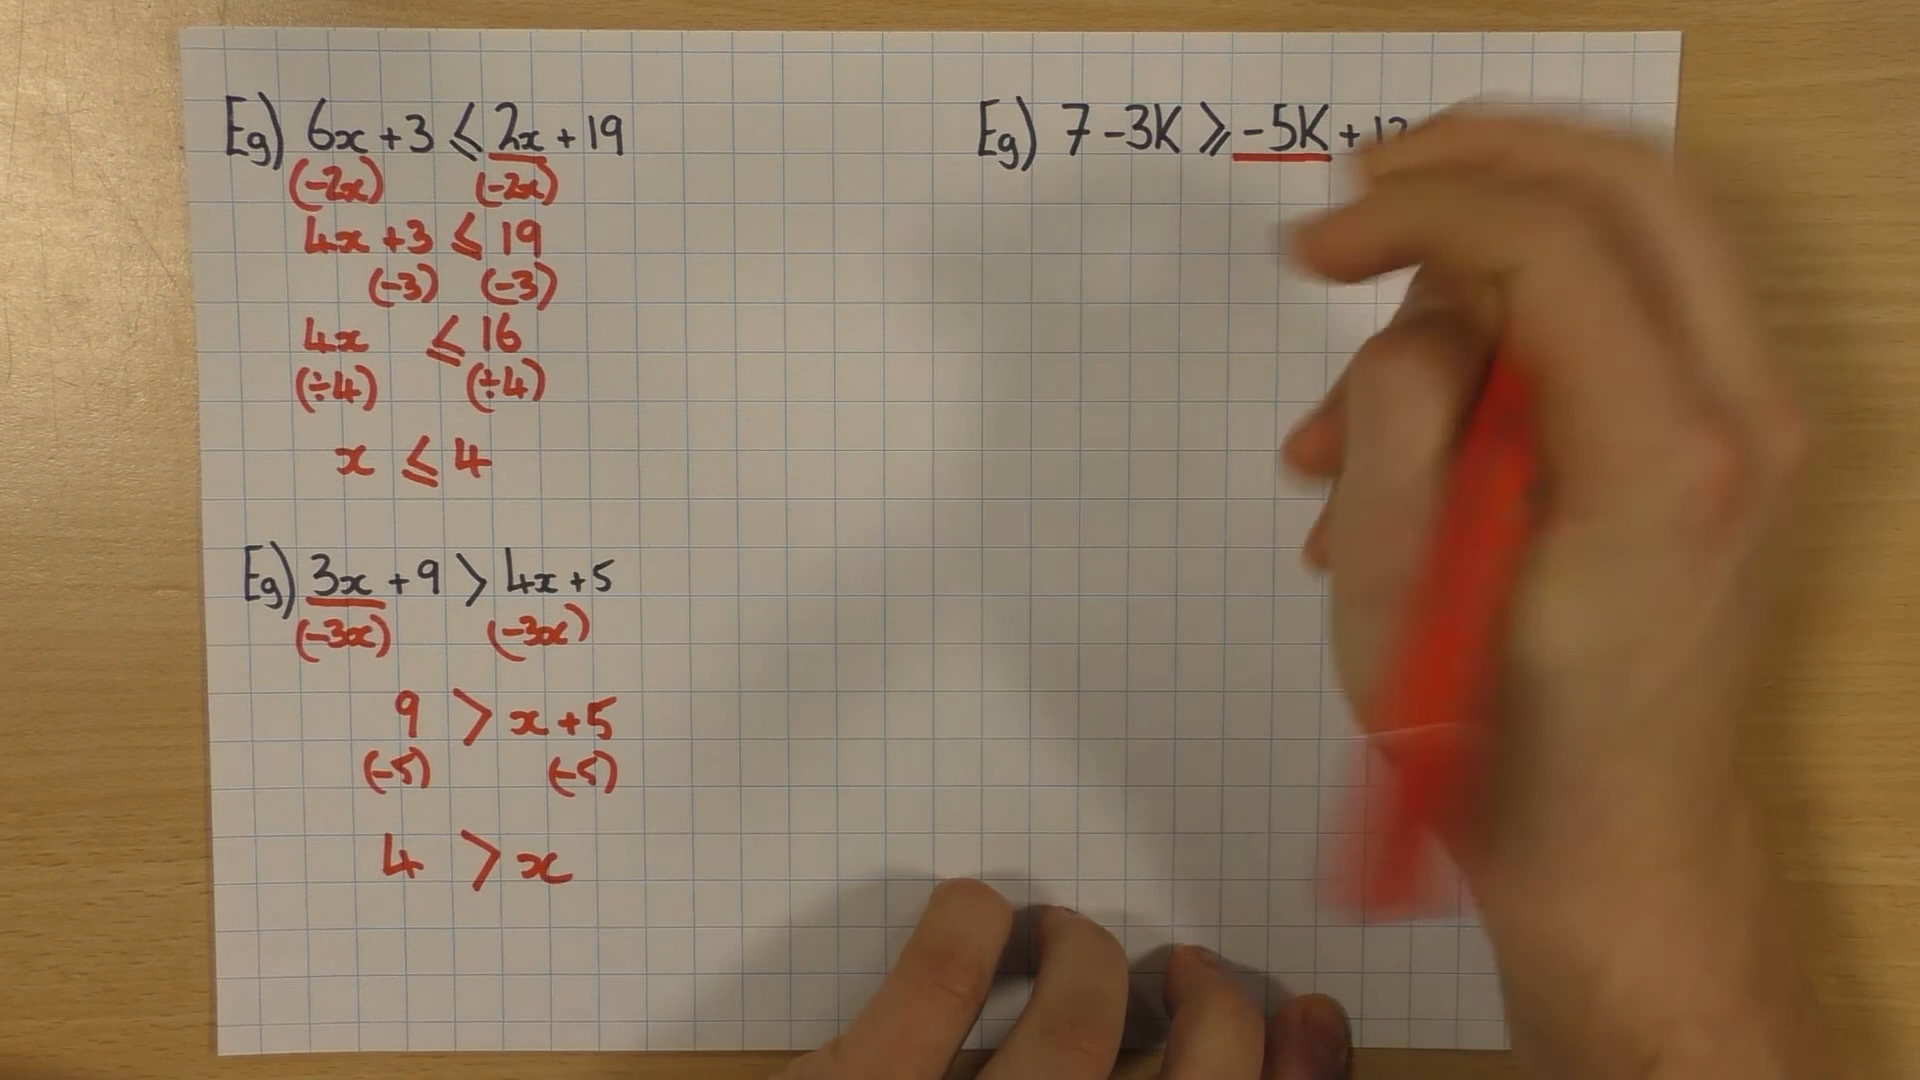 Eg) 6x + 3 ⩽ 2x + 19
(-2x) (-2x)
4x + 3 ⩽ 19
(-3) (-3)
4x ⩽ 16
(÷4) (÷4)
x ⩽ 4
Eg) 3x + 9 > 4x + 5
(-3x) (-3x)
9 > x + 5
(-5) (-5)
4 > x
Eg) 7 - 3K ⩾ -5K +